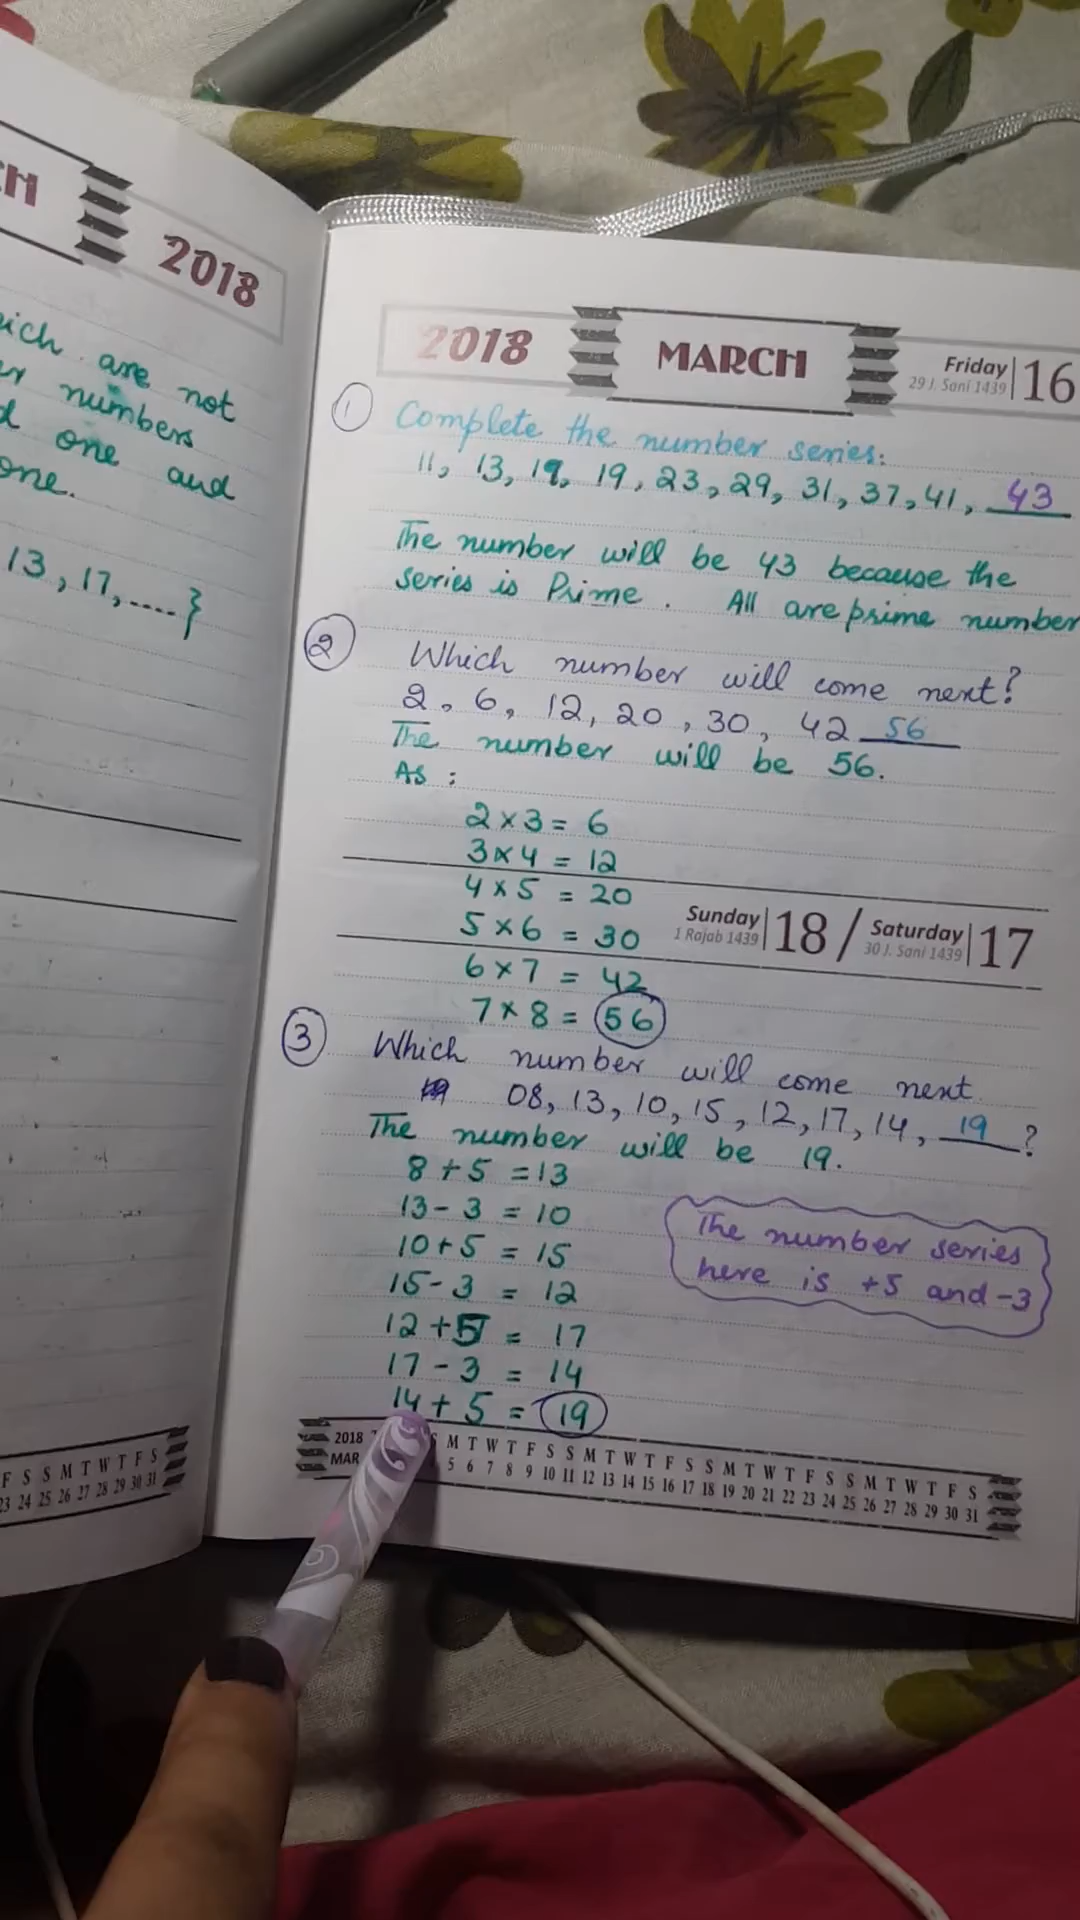 2018
ich are not
numbers
one and
one.
13, 17, ....}
F S S M T W T F S
23 24 25 26 27 28 29 30 31
2018 MARCH Friday 16
29 J. Sani 1439
1 Complete the number series:
11, 13, 19, 19, 23, 29, 31, 37, 41, 43
The number will be 43 because the
series is Prime. All are prime number
2 Which number will come next?
2, 6, 12, 20, 30, 42 56
The number will be 56.
As :
2 × 3 = 6
3 × 4 = 12
4 × 5 = 20
5 × 6 = 30
Sunday 18 / Saturday 17
1 Rajab 1439 30 J. Sani 1439
6 × 7 = 42
7 × 8 = 56
3 Which number will come next
08, 13, 10, 15, 12, 17, 14, 19 ?
The number will be 19.
8 + 5 = 13
13 - 3 = 10
10 + 5 = 15
15 - 3 = 12
12 + 5 = 17
17 - 3 = 14
14 + 5 = 19
The number series
here is +5 and -3
2018 S M T W T F S S M T W T F S S M T W T F S S M T W T F S
MAR 5 6 7 8 9 10 11 12 13 14 15 16 17 18 19 20 21 22 23 24 25 26 27 28 29 30 31